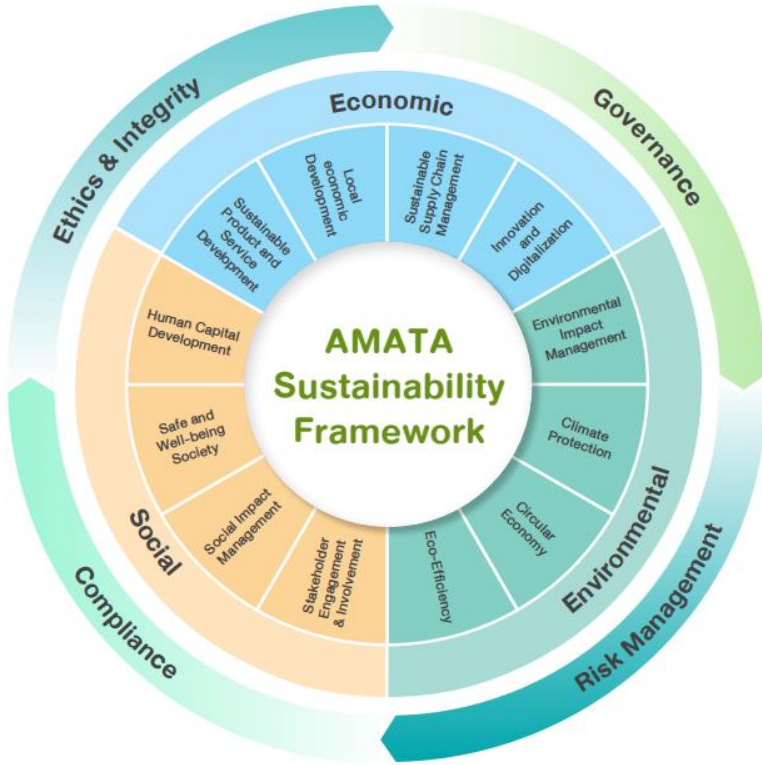 AMATA
Sustainability
Framework
Economic
Sustainable
Product and
Service
Development
Local
economic
Development
Sustainable
Supply Chain
Management
Innovation
and
Digitalization
Environmental
Environmental
Impact
Management
Climate
Protection
Circular
Economy
Eco-Efficiency
Social
Human Capital
Development
Safe and
Well-being
Society
Social Impact
Management
Stakeholder
Engagement
& Involvement
Ethics & Integrity
Governance
Risk Management
Compliance